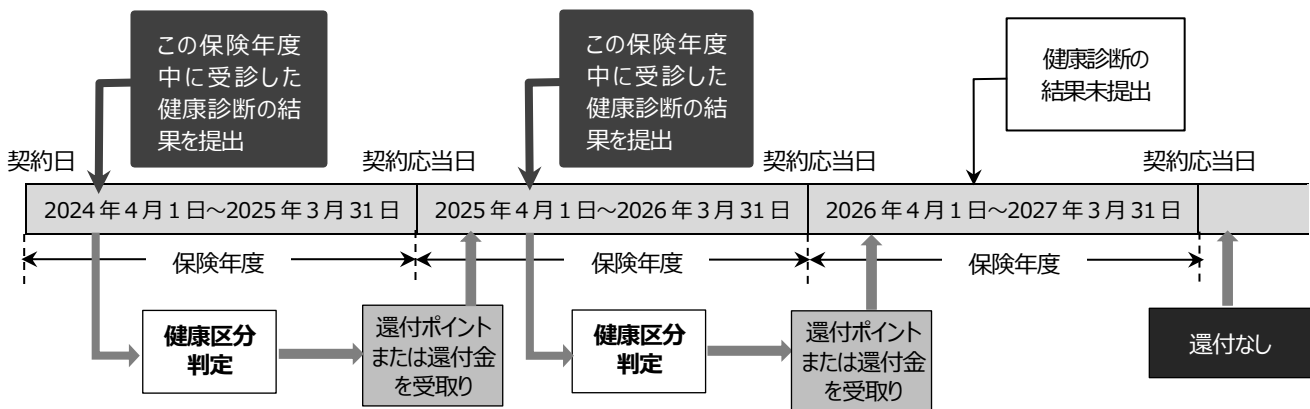 この保険年度
中に受診した
健康診断の結
果を提出
この保険年度
中に受診した
健康診断の結
果を提出
健康診断の
結果未提出
契約日
契約応当日
契約応当日
契約応当日
2024年4月1日～2025年3月31日
2025年4月1日～2026年3月31日
2026年4月1日～2027年3月31日
保険年度
保険年度
保険年度
健康区分
判定
還付ポイント
または還付金
を受取り
健康区分
判定
還付ポイント
または還付金
を受取り
還付なし